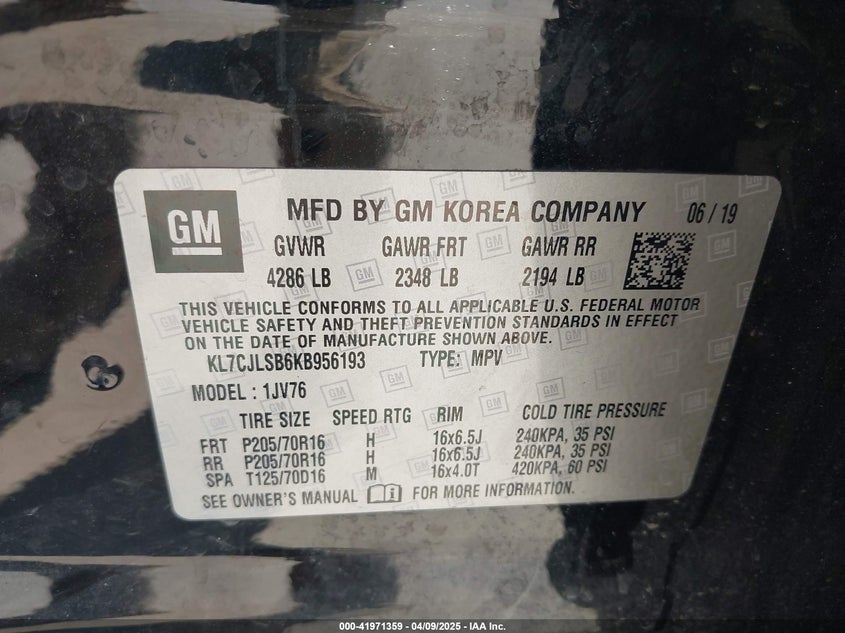 GM
MFD BY GM KOREA COMPANY 06 / 19
GVWR GAWR FRT GAWR RR
4286 LB 2348 LB 2194 LB
THIS VEHICLE CONFORMS TO ALL APPLICABLE U.S. FEDERAL MOTOR
VEHICLE SAFETY AND THEFT PREVENTION STANDARDS IN EFFECT
ON THE DATE OF MANUFACTURE SHOWN ABOVE.
KL7CJLSB6KB956193 TYPE: MPV
MODEL : 1JV76
TIRE SIZE SPEED RTG RIM COLD TIRE PRESSURE
FRT P205/70R16 H 16x6.5J 240KPA, 35 PSI
RR P205/70R16 H 16x6.5J 240KPA, 35 PSI
SPA T125/70D16 M 16x4.0T 420KPA, 60 PSI
SEE OWNER'S MANUAL FOR MORE INFORMATION.
000-41971359 | 04/09/2025 - IAA Inc.